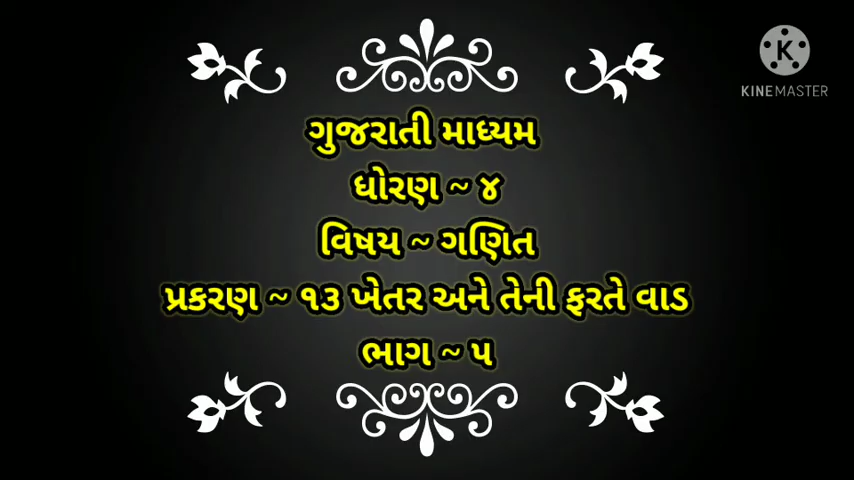 KINEMASTER
ગુજરાતી માધ્યમ
ધોરણ ~ ૪
વિષય ~ ગણિત
પ્રકરણ ~ ૧૩ ખેતર અને તેની ફરતે વાડ
ભાગ ~ ૫